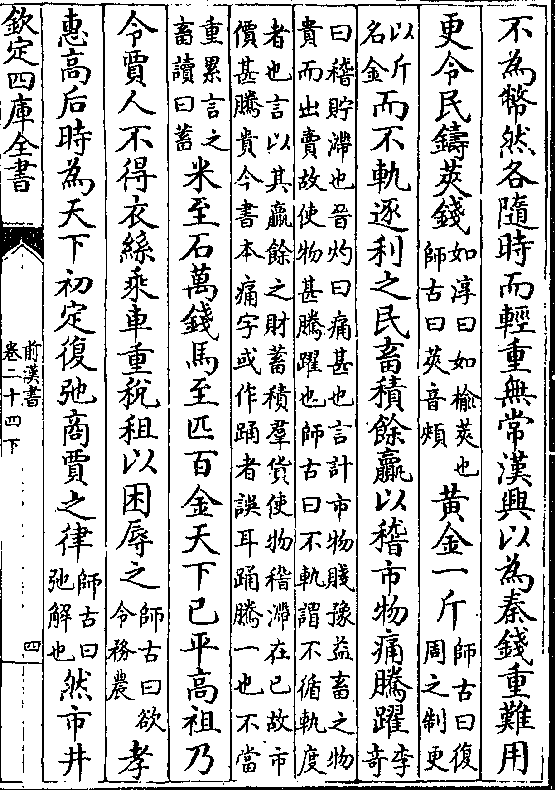 不為幣然各隨時而輕重無常漢興以為秦錢重難用
更令民鑄莢錢如淳曰如榆莢也師古曰莢音頰黃金一斤師古曰復周之制更
以斤名金而不軌逐利之民畜積餘贏以稽市物痛騰躍李奇
曰稽貯滯也晉灼曰痛甚也言計市物賤豫益畜之物
貴而出賣故使物甚騰躍也師古曰不軌謂不循軌度
者也言以其贏餘之財蓄積羣貨使物稽滯在已故市
價甚騰貴今書本痛字或作踊者誤耳踊騰一也不當
重累言之畜讀曰蓄米至石萬錢馬至匹百金天下已平高祖乃
令賈人不得衣絲乘車重稅租以困辱之師古曰欲令務農孝
惠高后時為天下初定復弛商賈之律師古曰弛解也然市井
欽定四庫全書
前漢書
卷二十四下
四